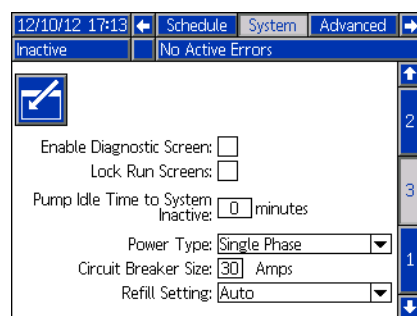 12/10/12 17:13 Schedule System Advanced
Inactive No Active Errors
2
Enable Diagnostic Screen:
Lock Run Screens:
3
Pump Idle Time to System
Inactive: 0 minutes
Power Type: Single Phase
1
Circuit Breaker Size: 30 Amps
Refill Setting: Auto